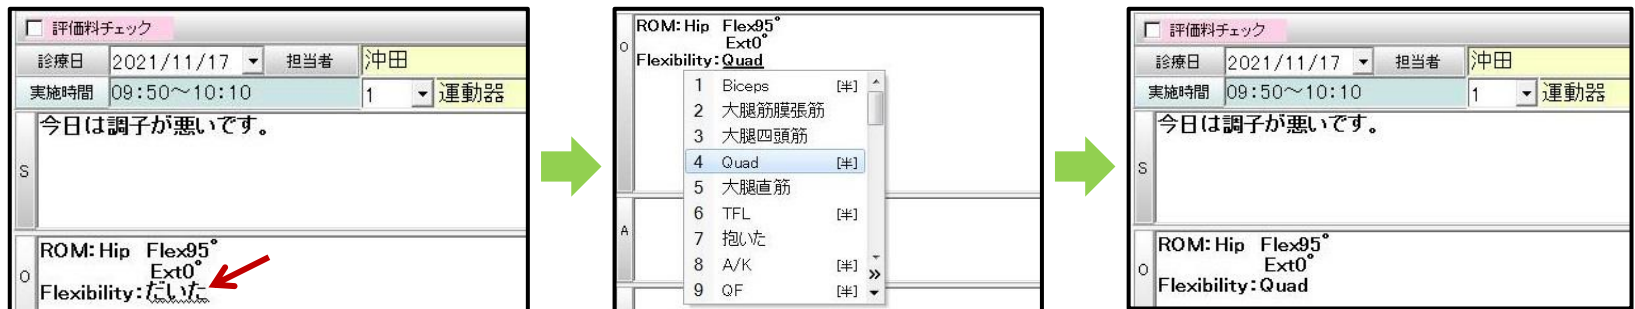 評価料チェック
診療日 2021/11/17 担当者 沖田
実施時間 09:50～10:10 1 運動器
S 今日は調子が悪いです。
O ROM:Hip Flex95°
Ext0°
Flexibility:だいた
O ROM:Hip Flex95°
Ext0°
Flexibility:Quad
1 Biceps [半]
2 大腿筋膜張筋
3 大腿四頭筋
4 Quad [半]
5 大腿直筋
6 TFL [半]
7 抱いた
8 A/K [半]
9 QF [半]
A
評価料チェック
診療日 2021/11/17 担当者 沖田
実施時間 09:50～10:10 1 運動器
S 今日は調子が悪いです。
O ROM:Hip Flex95°
Ext0°
Flexibility:Quad